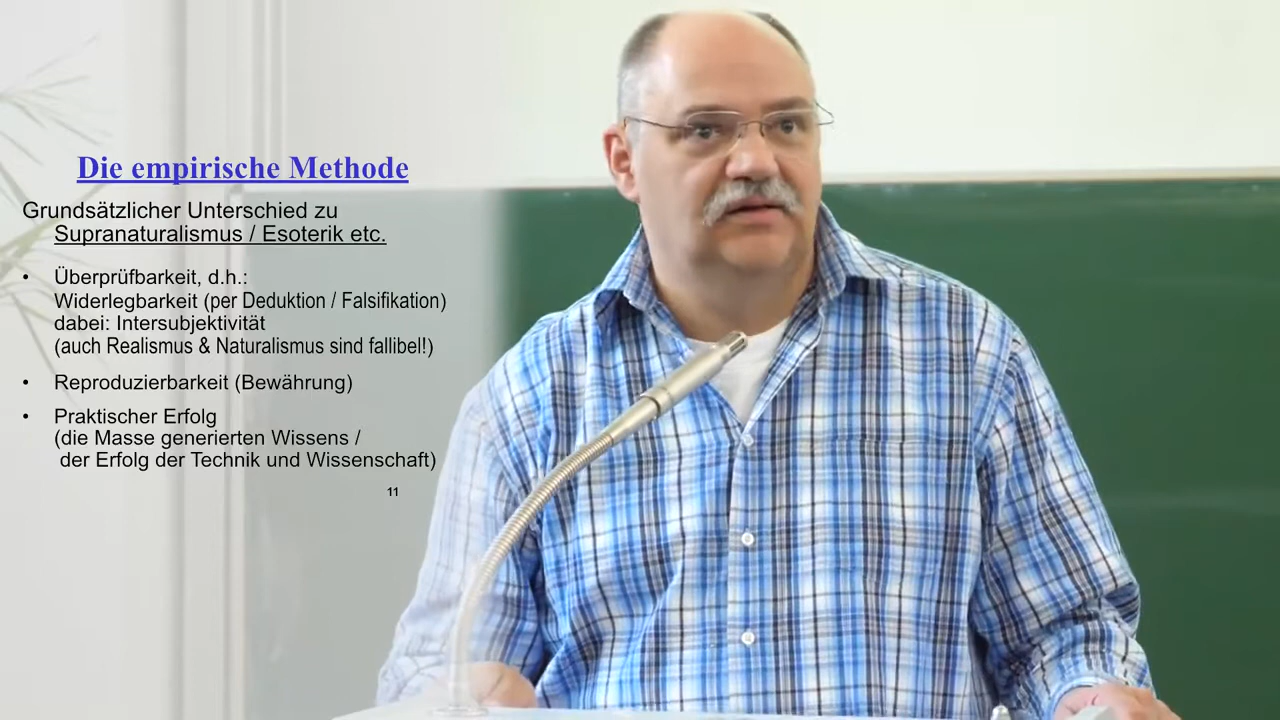 Die empirische Methode
Grundsätzlicher Unterschied zu
Supranaturalismus / Esoterik etc.
• Überprüfbarkeit, d.h.:
Widerlegbarkeit (per Deduktion / Falsifikation)
dabei: Intersubjektivität
(auch Realismus & Naturalismus sind fallibel!)
• Reproduzierbarkeit (Bewährung)
• Praktischer Erfolg
(die Masse generierten Wissens /
der Erfolg der Technik und Wissenschaft)
11